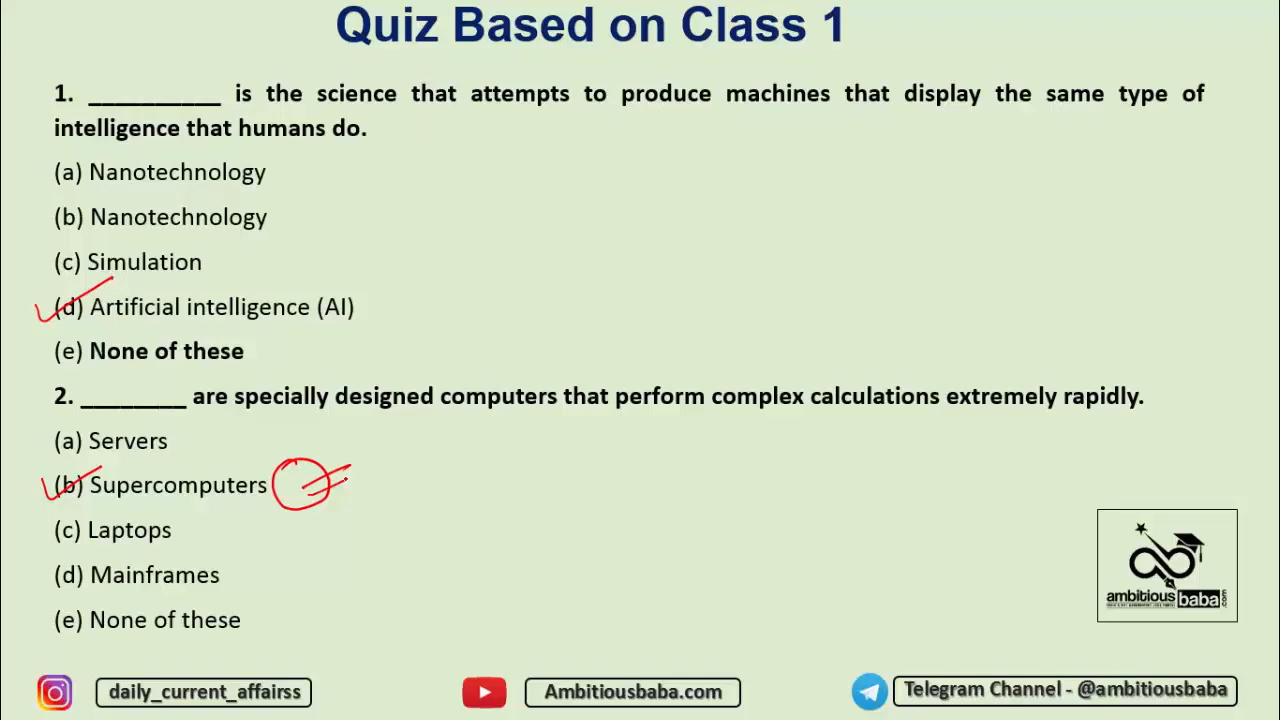 Quiz Based on Class 1
1. __________ is the science that attempts to produce machines that display the same type of
intelligence that humans do.
(a) Nanotechnology
(b) Nanotechnology
(c) Simulation
(d) Artificial intelligence (AI)
(e) None of these
2. ________ are specially designed computers that perform complex calculations extremely rapidly.
(a) Servers
(b) Supercomputers
(c) Laptops
(d) Mainframes
(e) None of these
ambitious baba .com
daily_current_affairss
Ambitiousbaba.com
Telegram Channel - @ambitiousbaba